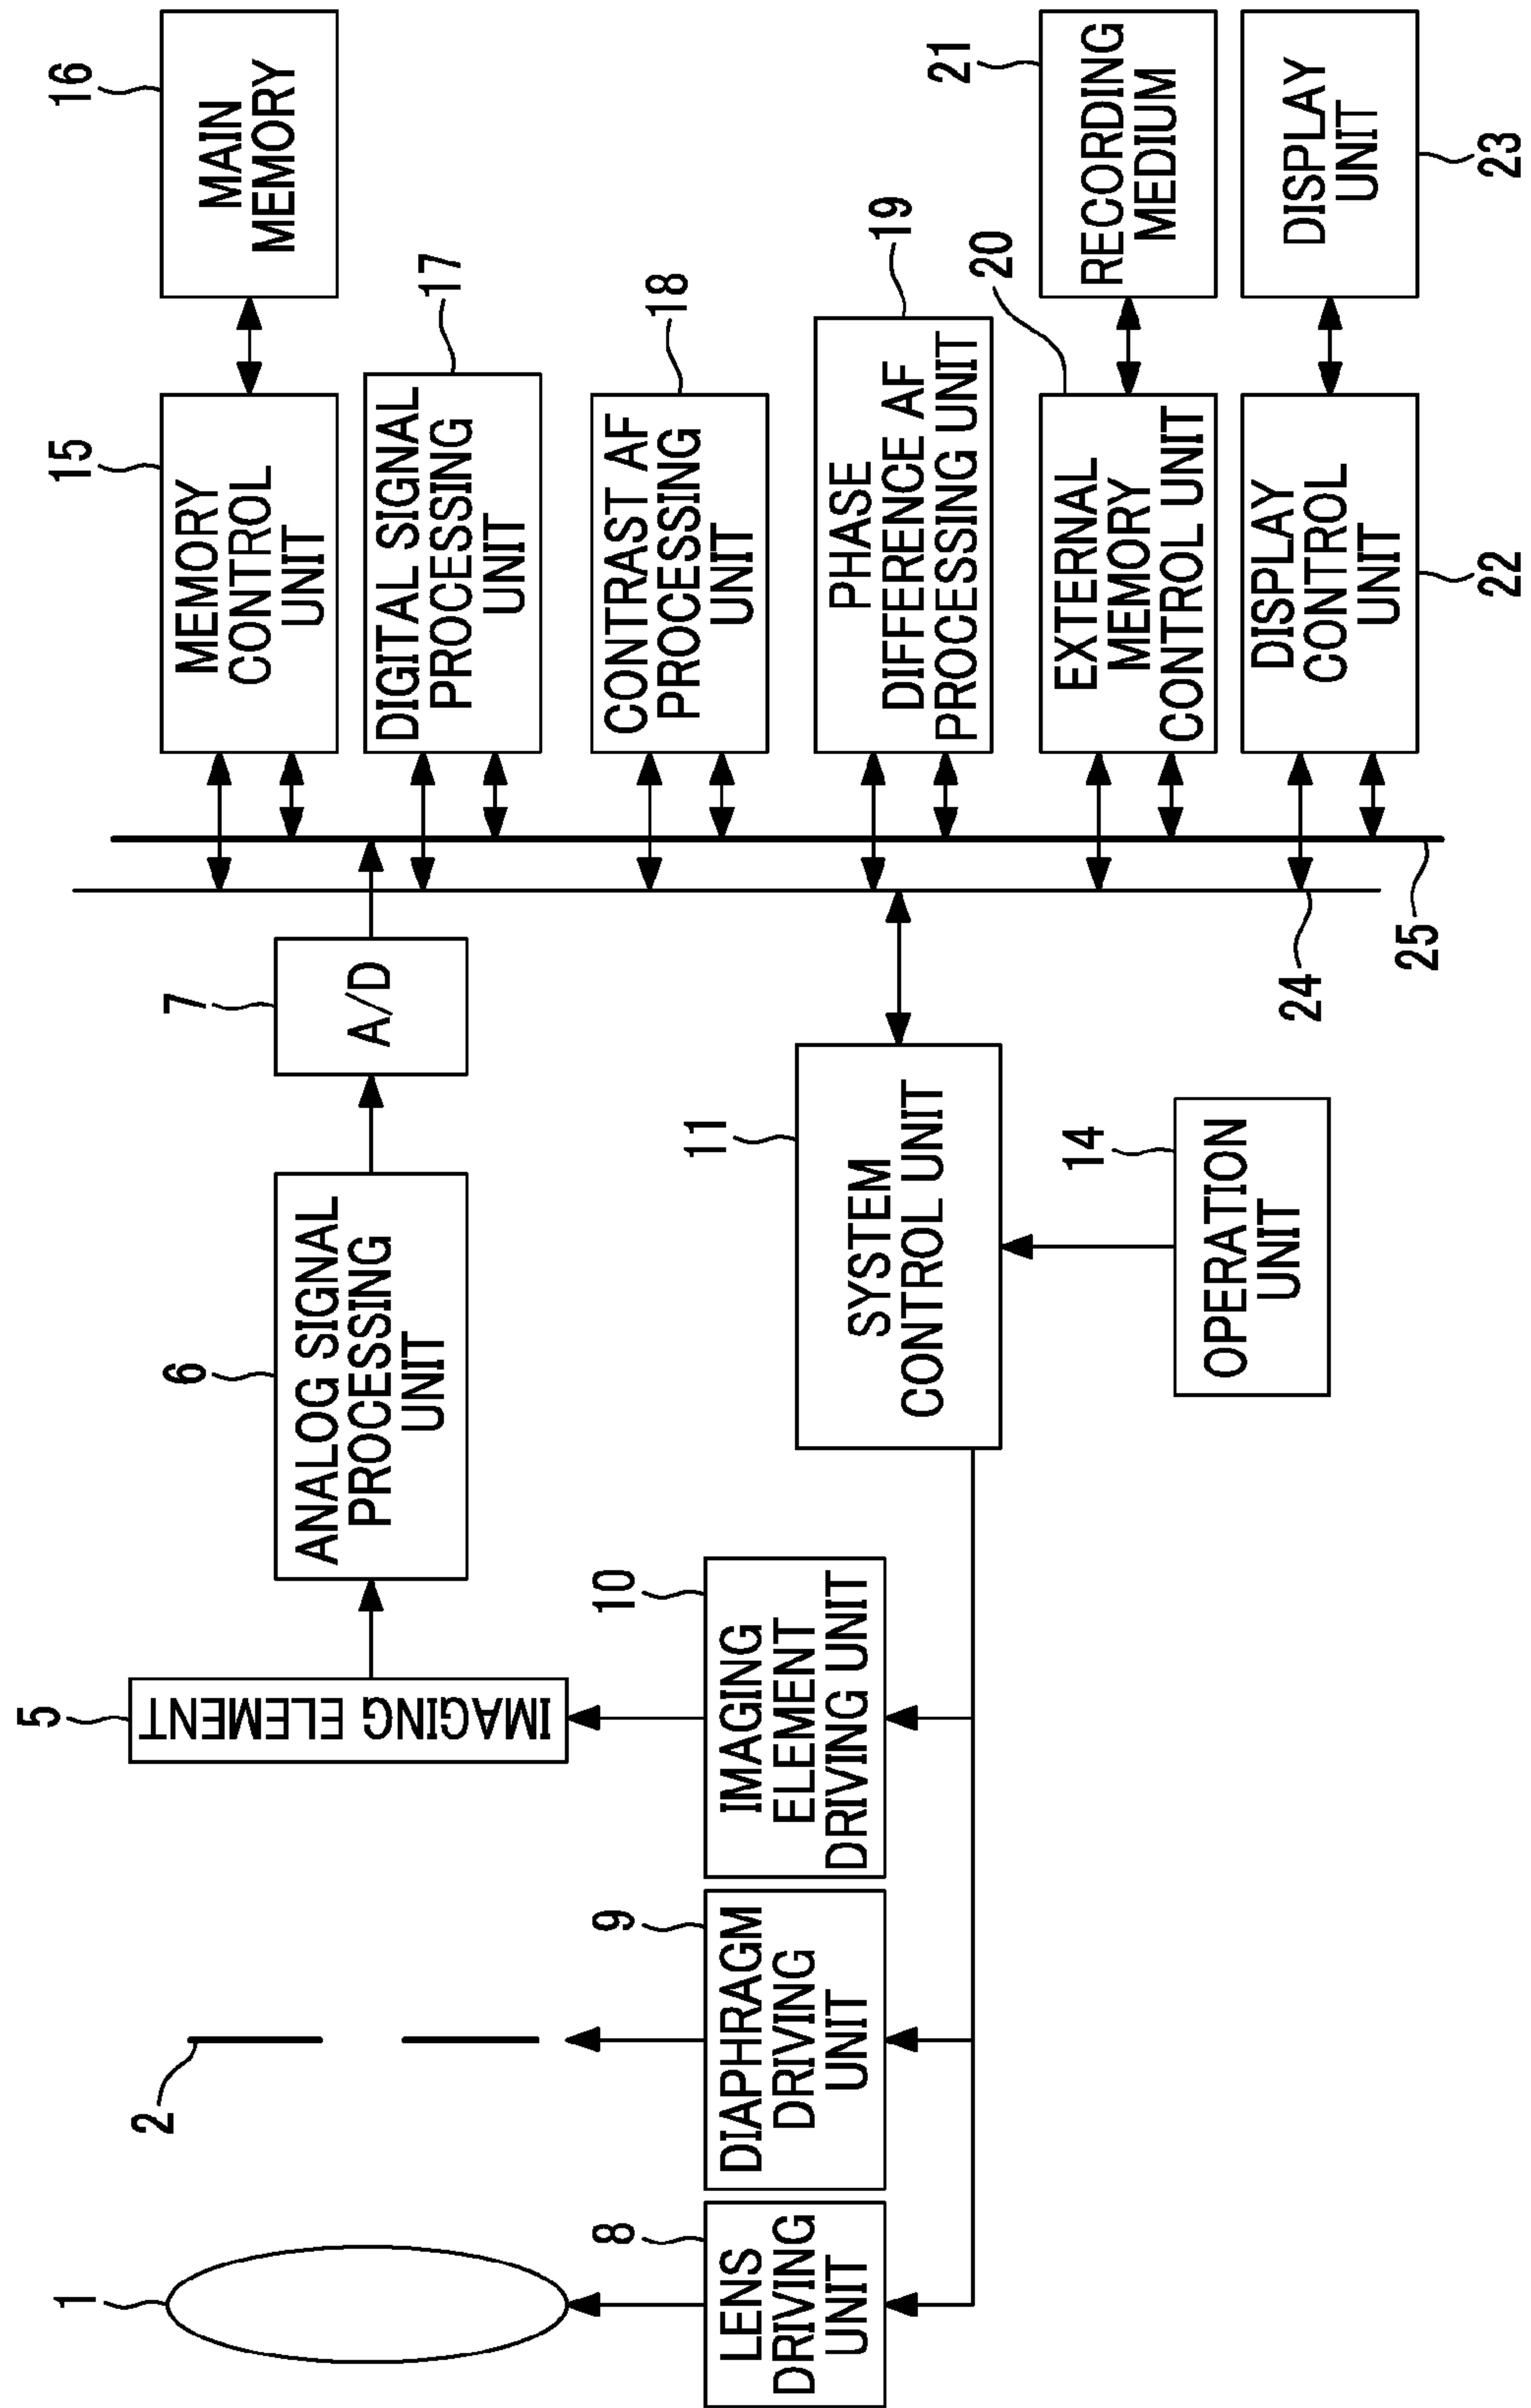 1
2
5
IMAGING ELEMENT
6
ANALOG SIGNAL
PROCESSING
UNIT
7
A/D
8
LENS
DRIVING
UNIT
9
DIAPHRAGM
DRIVING
UNIT
10
IMAGING
ELEMENT
DRIVING UNIT
11
SYSTEM
CONTROL UNIT
14
OPERATION
UNIT
24
25
15
MEMORY
CONTROL
UNIT
16
MAIN
MEMORY
17
DIGITAL SIGNAL
PROCESSING
UNIT
18
CONTRAST AF
PROCESSING
UNIT
19
PHASE
DIFFERENCE AF
PROCESSING UNIT
20
EXTERNAL
MEMORY
CONTROL UNIT
21
RECORDING
MEDIUM
DISPLAY
CONTROL
UNIT
22
DISPLAY
UNIT
23